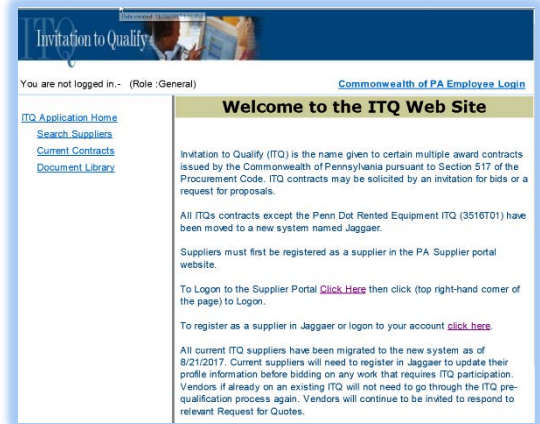 Invitation to Qualify
You are not logged in.- (Role :General)
Commonwealth of PA Employee Login
ITQ Application Home
Search Suppliers
Current Contracts
Document Library
Welcome to the ITQ Web Site
Invitation to Qualify (ITQ) is the name given to certain multiple award contracts
issued by the Commonwealth of Pennsylvania pursuant to Section 517 of the
Procurement Code. ITQ contracts may be solicited by an invitation for bids or a
request for proposals.
All ITQs contracts except the Penn Dot Rented Equipment ITQ (3516T01) have
been moved to a new system named Jaggaer.
Suppliers must first be registered as a supplier in the PA Supplier portal
website.
To Logon to the Supplier Portal Click Here then click (top right-hand corner of
the page) to Logon.
To register as a supplier in Jaggaer or logon to your account click here.
All current ITQ suppliers have been migrated to the new system as of
8/21/2017. Current suppliers will need to register in Jaggaer to update their
profile information before bidding on any work that requires ITQ participation.
Vendors if already on an existing ITQ will not need to go through the ITQ pre-
qualification process again. Vendors will continue to be invited to respond to
relevant Request for Quotes.